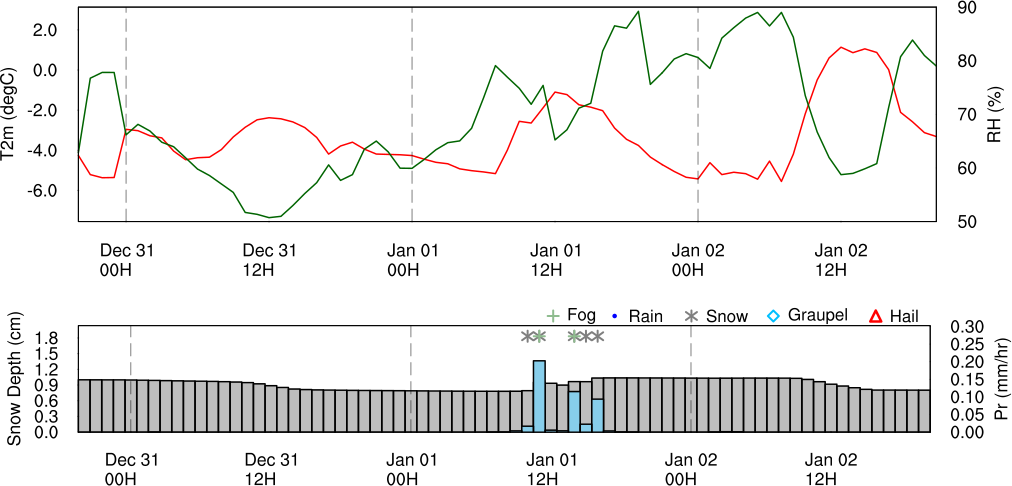 90
2.0
80
0.0
-2.0
70
-4.0
60
-6.0
50
T2m (degC)
RH (%)
Dec 31 Dec 31 Jan 01 Jan 01 Jan 02 Jan 02
00H 12H 00H 12H 00H 12H
Fog Rain Snow Graupel Hail
0.30
1.8 0.25
1.5 0.20
1.2
0.9 0.15
0.6 0.10
0.3 0.05
0.0 0.00
Snow Depth (cm)
Pr (mm/hr)
Dec 31 Dec 31 Jan 01 Jan 01 Jan 02 Jan 02
00H 12H 00H 12H 00H 12H